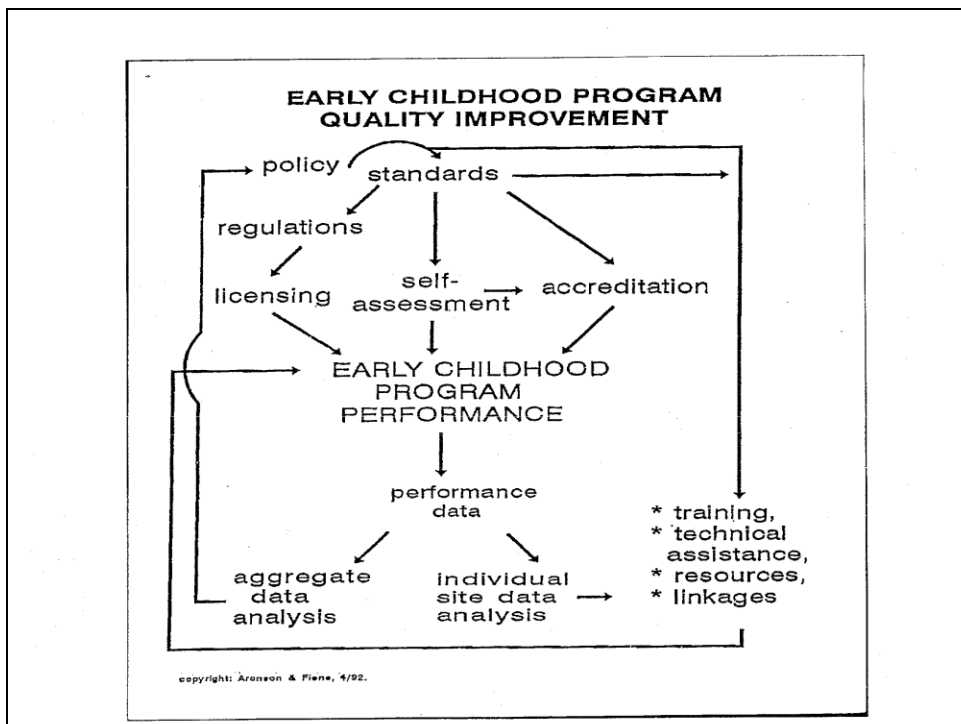 EARLY CHILDHOOD PROGRAM
QUALITY IMPROVEMENT
policy
standards
regulations
licensing
self-
assessment
accreditation
EARLY CHILDHOOD
PROGRAM
PERFORMANCE
performance
data
aggregate
data
analysis
individual
site data
analysis
* training,
* technical
assistance,
* resources,
* linkages
copyright: Aronson & Fiene, 4/92.